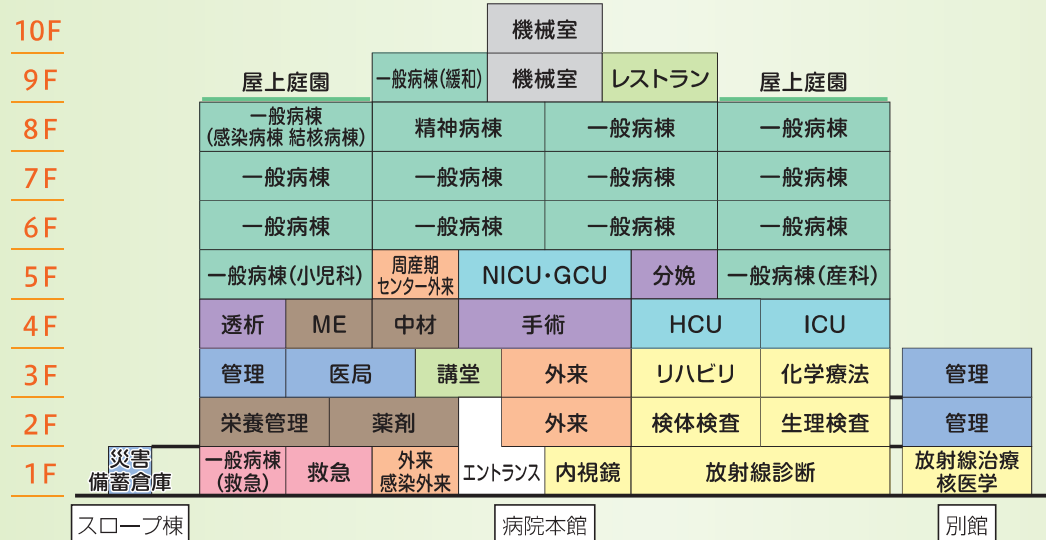 10F
機械室
9F
屋上庭園
一般病棟(緩和)
機械室
レストラン
屋上庭園
8F
一般病棟
(感染病棟 結核病棟)
精神病棟
一般病棟
一般病棟
7F
一般病棟
一般病棟
一般病棟
一般病棟
6F
一般病棟
一般病棟
一般病棟
一般病棟
5F
一般病棟(小児科)
周産期
センター外来
NICU・GCU
分娩
一般病棟(産科)
4F
透析
ME
中材
手術
HCU
ICU
3F
管理
医局
講堂
外来
リハビリ
化学療法
管理
2F
栄養管理
薬剤
外来
検体検査
生理検査
管理
1F
災害
備蓄倉庫
一般病棟
(救急)
救急
外来
感染外来
エントランス
内視鏡
放射線診断
放射線治療
核医学
スロープ棟
病院本館
別館